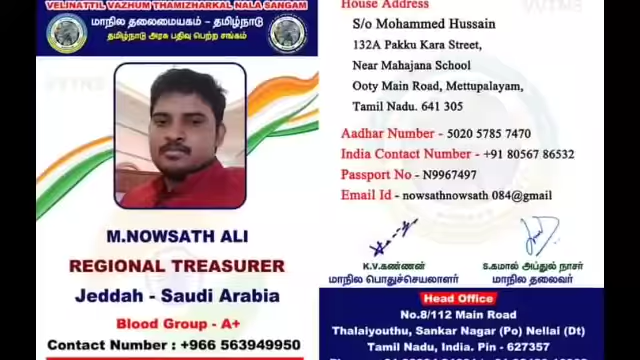 VELINATTIL VAZHUM THAMIZHARKAL NALA SANGAM
மாநில தலைமையகம் - தமிழ்நாடு
தமிழ்நாடு அரசு பதிவு பெற்ற சங்கம்
M.NOWSATH ALI
REGIONAL TREASURER
Jeddah - Saudi Arabia
Blood Group - A+
Contact Number : +966 563949950
House Address
S/o Mohammed Hussain
132A Pakku Kara Street,
Near Mahajana School
Ooty Main Road, Mettupalayam,
Tamil Nadu. 641 305
Aadhar Number - 5020 5785 7470
India Contact Number - +91 80567 86532
Passport No - N9967497
Email Id - nowsathnowsath 084@gmail
K.V.கண்ணன்
மாநில பொதுச்செயலாளர்
S.கமால் அப்துல் நாசர்
மாநில தலைவர்
Head Office
No.8/112 Main Road
Thalaiyouthu, Sankar Nagar (Po) Nellai (Dt)
Tamil Nadu, India. Pin - 627357